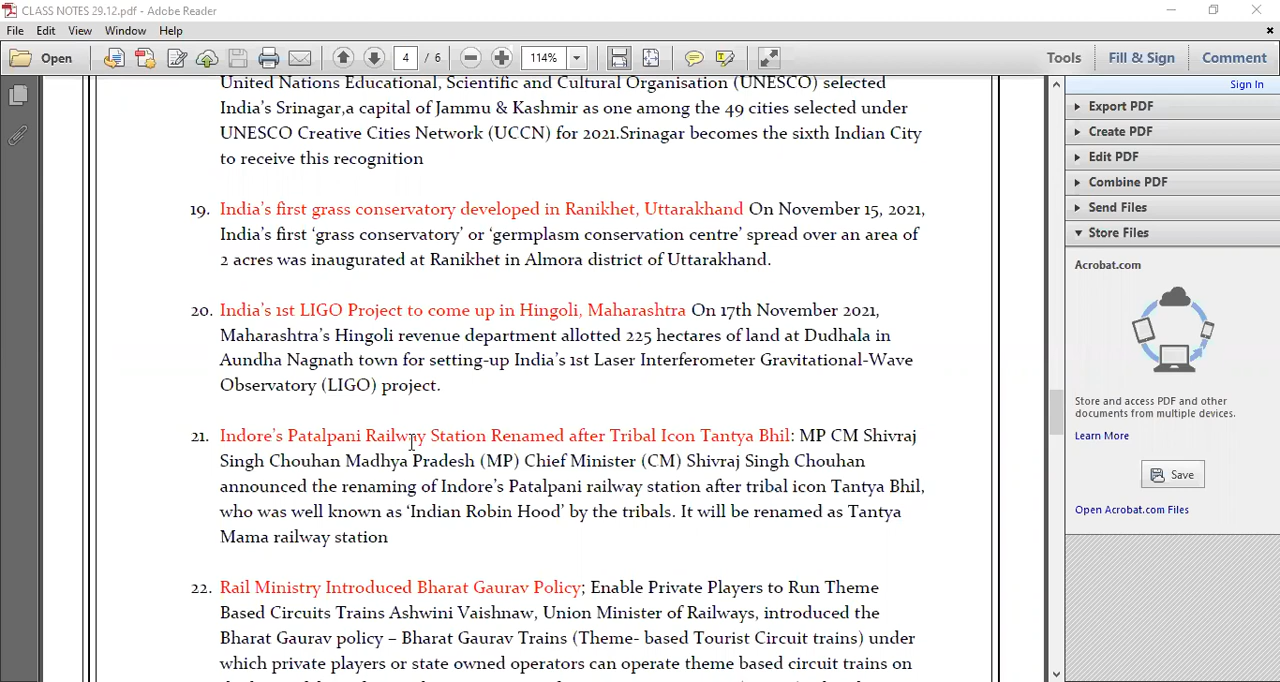 CLASS NOTES 29.12.pdf - Adobe Reader
File Edit View Window Help
Open 4 / 6 114% Tools Fill & Sign Comment
Sign In
United Nations Educational, Scientific and Cultural Organisation (UNESCO) selected
India's Srinagar,a capital of Jammu & Kashmir as one among the 49 cities selected under
UNESCO Creative Cities Network (UCCN) for 2021.Srinagar becomes the sixth Indian City
to receive this recognition
19. India's first grass conservatory developed in Ranikhet, Uttarakhand On November 15, 2021,
India's first 'grass conservatory' or 'germplasm conservation centre' spread over an area of
2 acres was inaugurated at Ranikhet in Almora district of Uttarakhand.
20. India's 1st LIGO Project to come up in Hingoli, Maharashtra On 17th November 2021,
Maharashtra's Hingoli revenue department allotted 225 hectares of land at Dudhala in
Aundha Nagnath town for setting-up India's 1st Laser Interferometer Gravitational-Wave
Observatory (LIGO) project.
21. Indore's Patalpani Railway Station Renamed after Tribal Icon Tantya Bhil: MP CM Shivraj
Singh Chouhan Madhya Pradesh (MP) Chief Minister (CM) Shivraj Singh Chouhan
announced the renaming of Indore's Patalpani railway station after tribal icon Tantya Bhil,
who was well known as 'Indian Robin Hood' by the tribals. It will be renamed as Tantya
Mama railway station
22. Rail Ministry Introduced Bharat Gaurav Policy; Enable Private Players to Run Theme
Based Circuits Trains Ashwini Vaishnaw, Union Minister of Railways, introduced the
Bharat Gaurav policy – Bharat Gaurav Trains (Theme- based Tourist Circuit trains) under
which private players or state owned operators can operate theme based circuit trains on
Export PDF
Create PDF
Edit PDF
Combine PDF
Send Files
Store Files
Acrobat.com
Store and access PDF and other
documents from multiple devices.
Learn More
Save
Open Acrobat.com Files